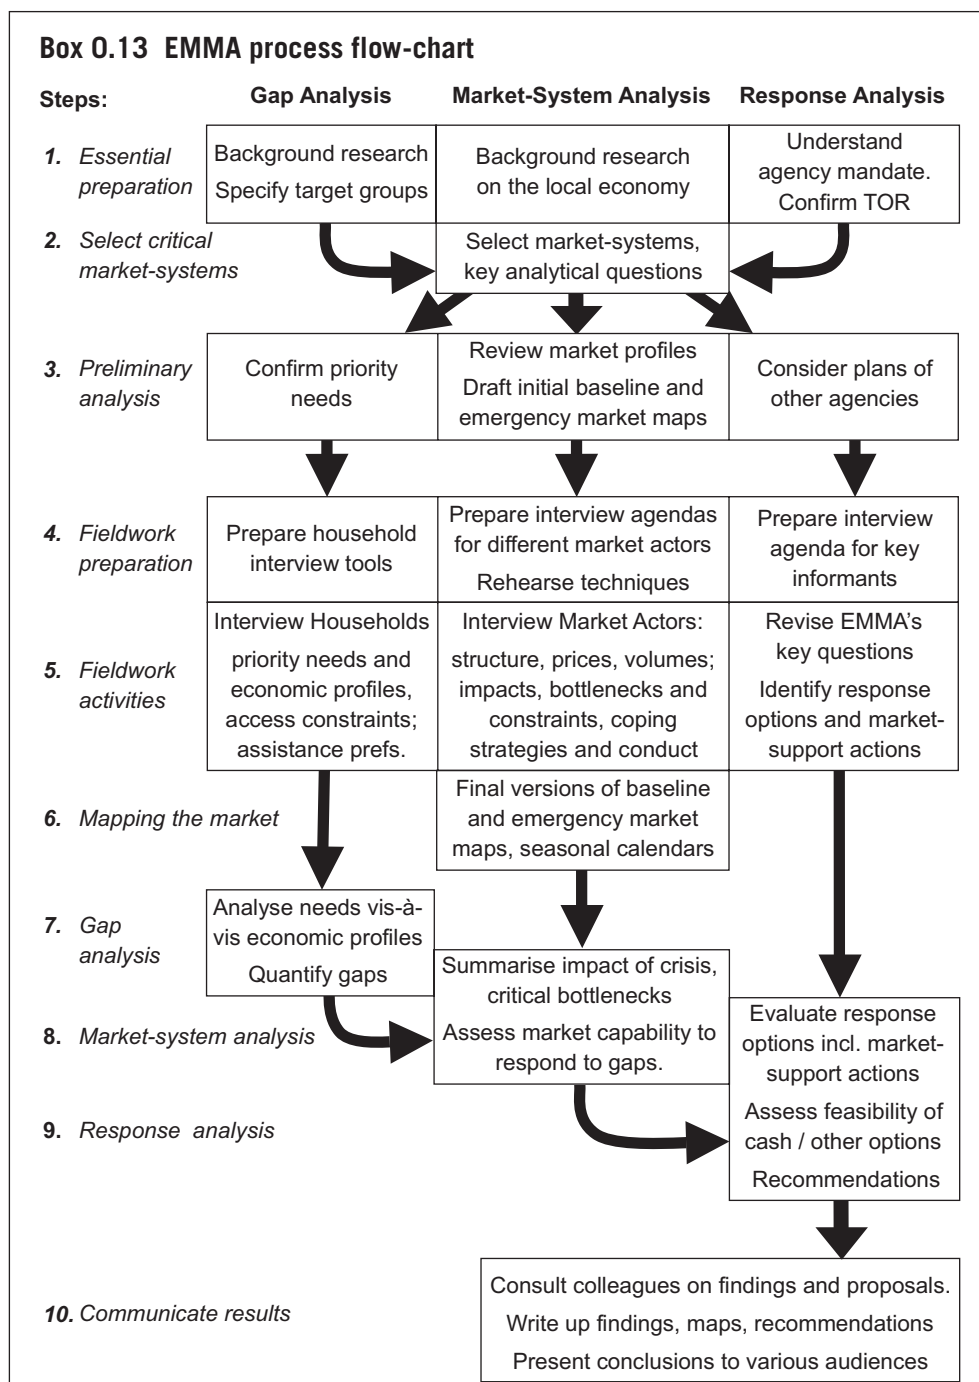 Box 0.13 EMMA process flow-chart
Steps:
Gap Analysis
Market-System Analysis
Response Analysis
1. Essential
preparation
Background research
Specify target groups
Background research
on the local economy
Understand
agency mandate.
Confirm TOR
2. Select critical
market-systems
Select market-systems,
key analytical questions
3. Preliminary
analysis
Confirm priority
needs
Review market profiles
Draft initial baseline and
emergency market maps
Consider plans of
other agencies
4. Fieldwork
preparation
Prepare household
interview tools
Prepare interview agendas
for different market actors
Rehearse techniques
Prepare interview
agenda for key
informants
5. Fieldwork
activities
Interview Households
priority needs and
economic profiles,
access constraints;
assistance prefs.
Interview Market Actors:
structure, prices, volumes;
impacts, bottlenecks and
constraints, coping
strategies and conduct
Revise EMMA's
key questions
Identify response
options and market-
support actions
6. Mapping the market
Final versions of baseline
and emergency market
maps, seasonal calendars
7. Gap
analysis
Analyse needs vis-à-
vis economic profiles
Quantify gaps
8. Market-system analysis
Summarise impact of crisis,
critical bottlenecks
Assess market capability to
respond to gaps.
9. Response analysis
Evaluate response
options incl. market-
support actions
Assess feasibility of
cash / other options
Recommendations
10. Communicate results
Consult colleagues on findings and proposals.
Write up findings, maps, recommendations
Present conclusions to various audiences